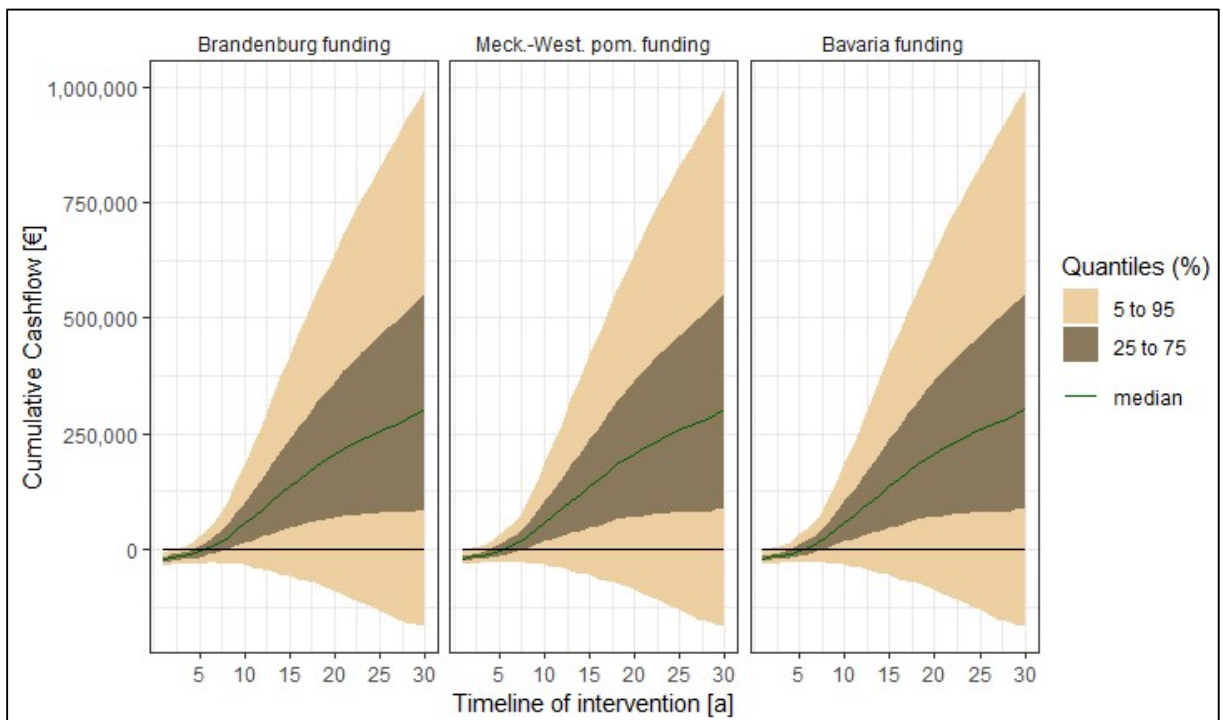 Brandenburg funding
Meck.-West. pom. funding
Bavaria funding
Cumulative Cashflow [€]
1,000,000
750,000
500,000
250,000
0
5 10 15 20 25 30
5 10 15 20 25 30
5 10 15 20 25 30
Timeline of intervention [a]
Quantiles (%)
5 to 95
25 to 75
median